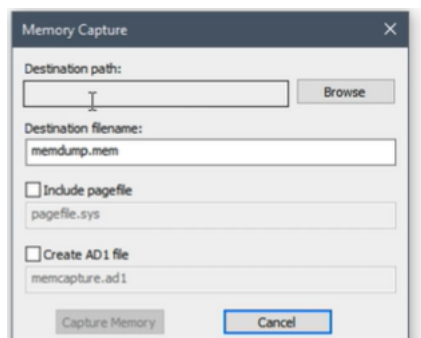 Memory Capture
Destination path:
Browse
Destination filename:
memdump.mem
Include pagefile
pagefile.sys
Create AD1 file
memcapture.ad1
Capture Memory Cancel